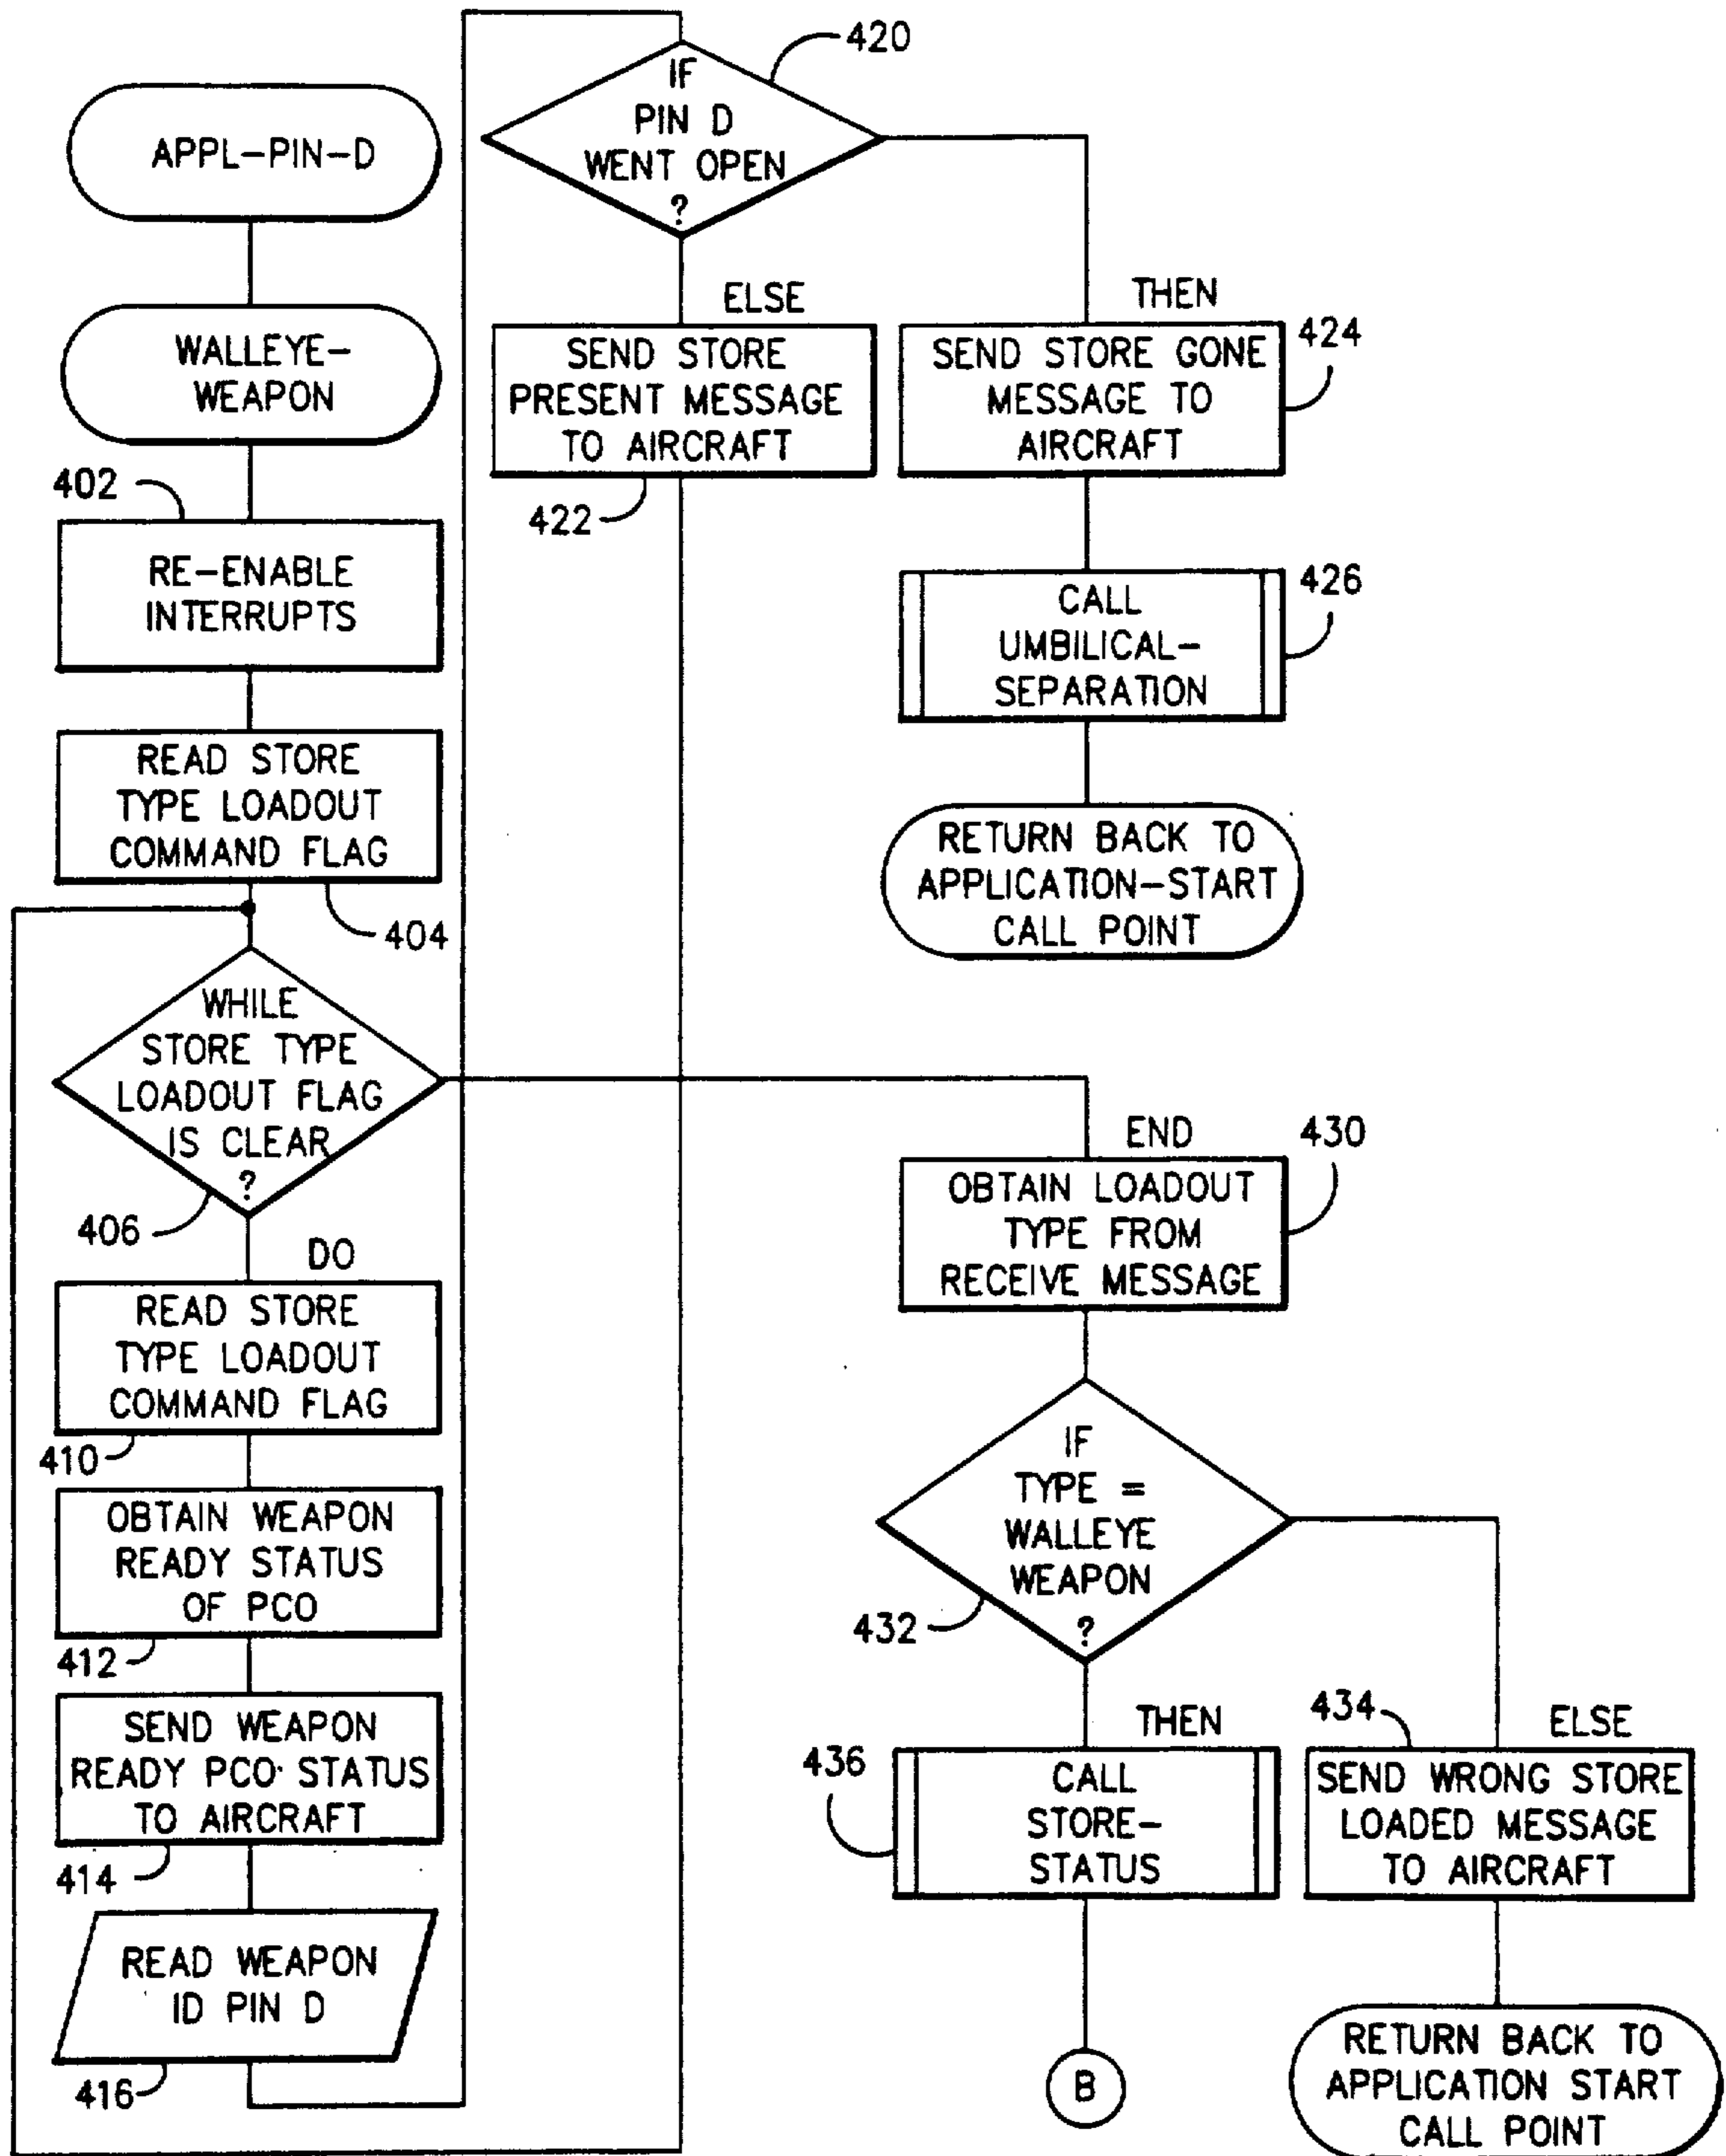 APPL-PIN-D
WALLEYE-
WEAPON
402
RE-ENABLE
INTERRUPTS
READ STORE
TYPE LOADOUT
COMMAND FLAG
404
WHILE
STORE TYPE
LOADOUT FLAG
IS CLEAR
?
406
DO
READ STORE
TYPE LOADOUT
COMMAND FLAG
410
OBTAIN WEAPON
READY STATUS
OF PCO
412
SEND WEAPON
READY PCO STATUS
TO AIRCRAFT
414
READ WEAPON
ID PIN D
416
420
IF
PIN D
WENT OPEN
?
ELSE
SEND STORE
PRESENT MESSAGE
TO AIRCRAFT
422
THEN
SEND STORE GONE
MESSAGE TO
AIRCRAFT
424
CALL
UMBILICAL-
SEPARATION
426
RETURN BACK TO
APPLICATION-START
CALL POINT
END
430
OBTAIN LOADOUT
TYPE FROM
RECEIVE MESSAGE
IF
TYPE =
WALLEYE
WEAPON
?
432
THEN
436
CALL
STORE-
STATUS
B
434
ELSE
SEND WRONG STORE
LOADED MESSAGE
TO AIRCRAFT
RETURN BACK TO
APPLICATION START
CALL POINT